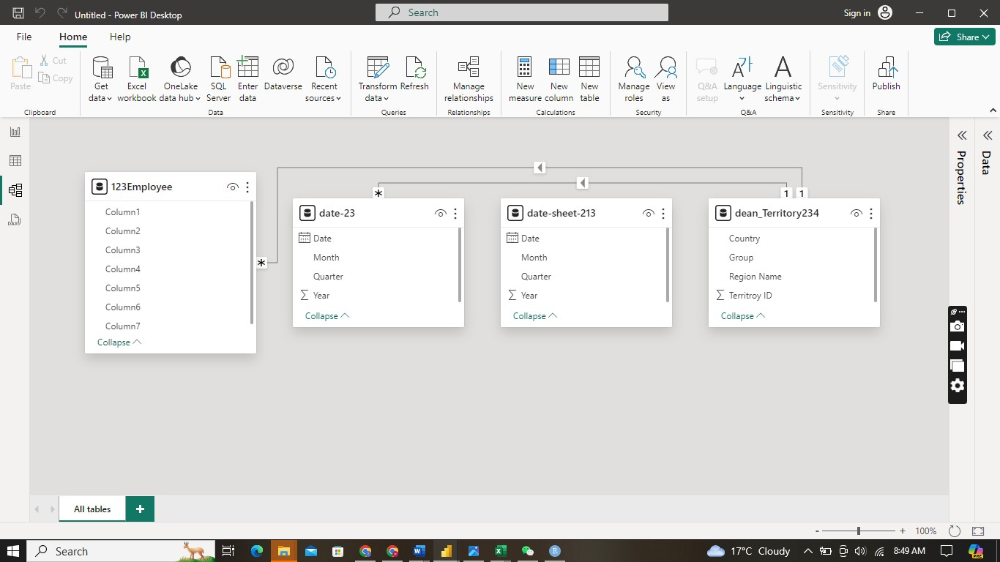 Untitled - Power BI Desktop
Search
Sign in
File
Home
Help
Share
Paste
Cut
Copy
Clipboard
Get data
Excel workbook
OneLake data hub
SQL Server
Enter data
Dataverse
Recent sources
Data
Transform data
Refresh
Queries
Manage relationships
Relationships
New measure
New column
New table
Calculations
Manage roles
View as
Security
Q&A setup
Language
Linguistic schema
Q&A
Sensitivity
Sensitivity
Publish
Share
Properties
Data
123Employee
Column1
Column2
Column3
Column4
Column5
Column6
Column7
Collapse
*
*
date-23
Date
Month
Quarter
Σ Year
Collapse
date-sheet-213
Date
Month
Quarter
Σ Year
Collapse
1 1
dean_Territory234
Country
Group
Region Name
Σ Territroy ID
Collapse
All tables
+
- + 100%
Search
17°C Cloudy
8:49 AM